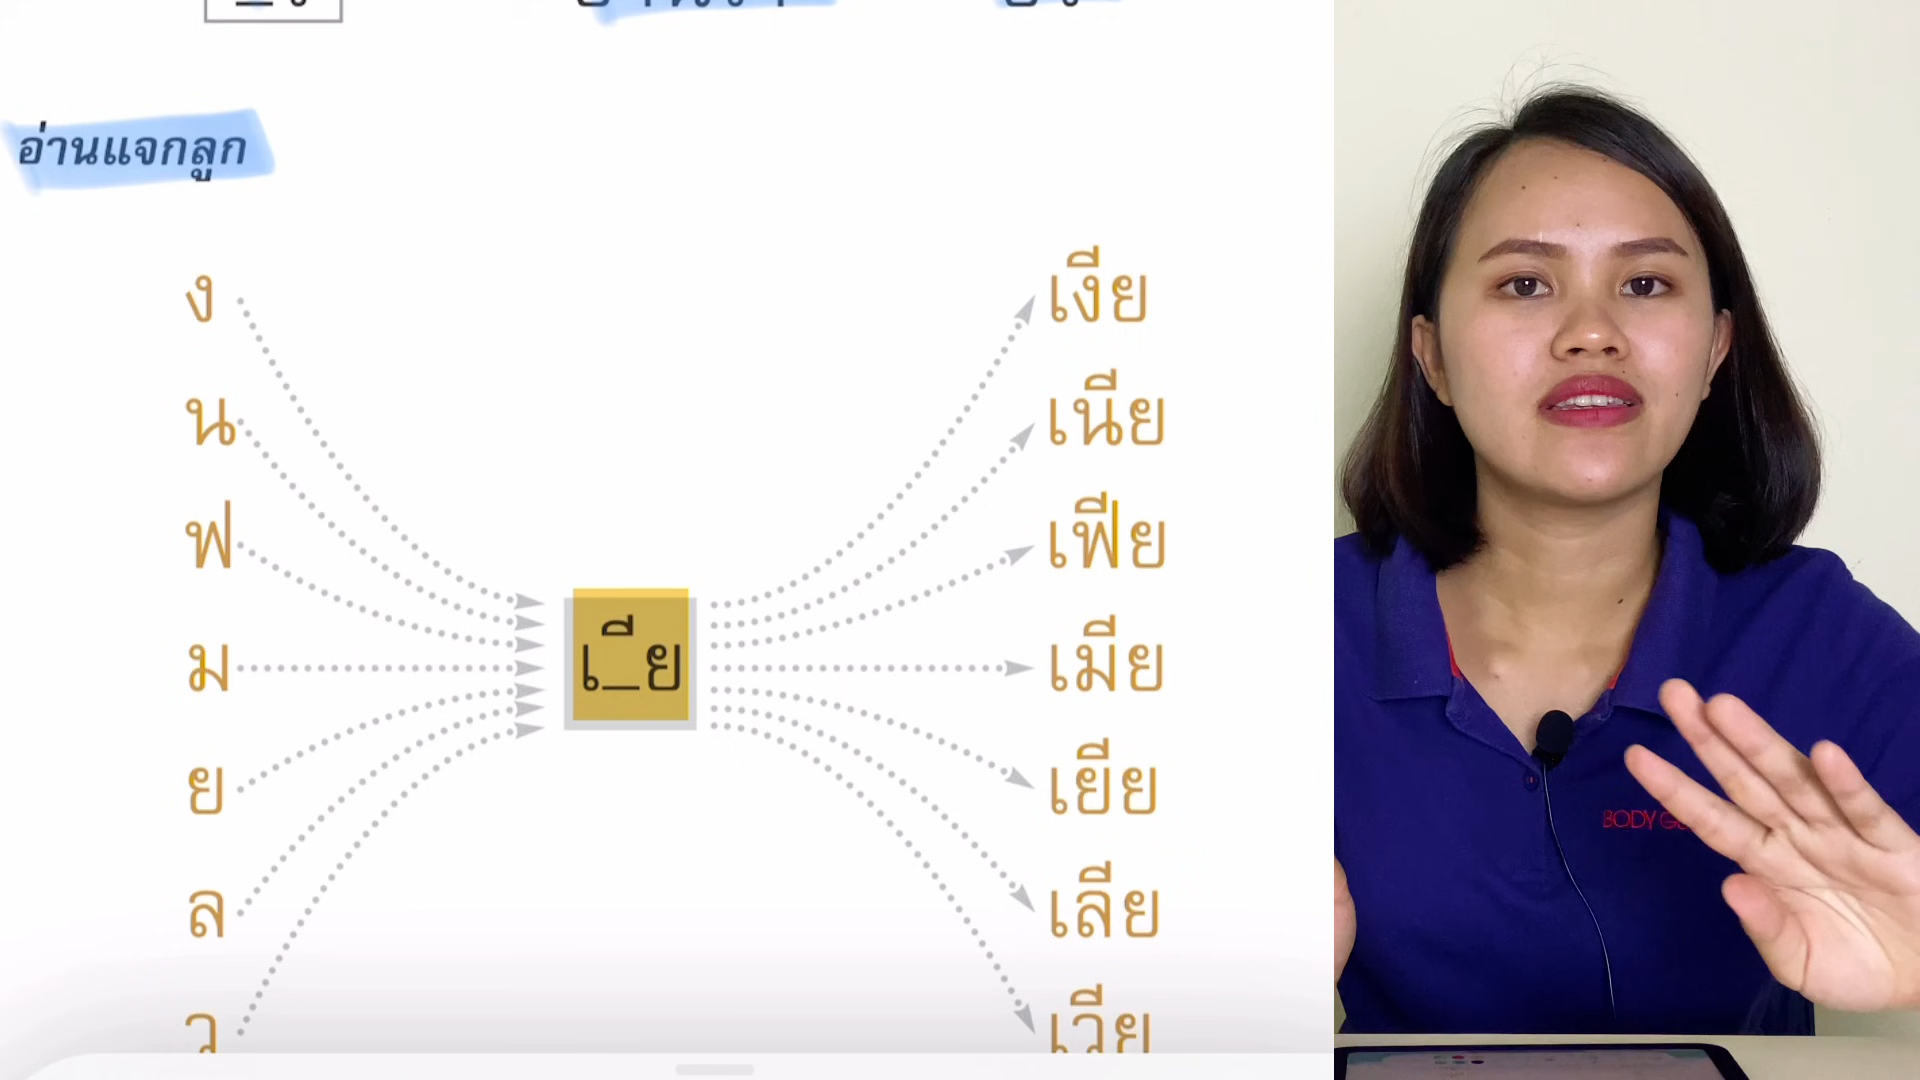 อ่านแจกลูก
ง เงีย
น เนีย
ฟ เฟีย
ม เมีย
เ_ีย
ย เยีย
ล เลีย
ว เวีย
BODY